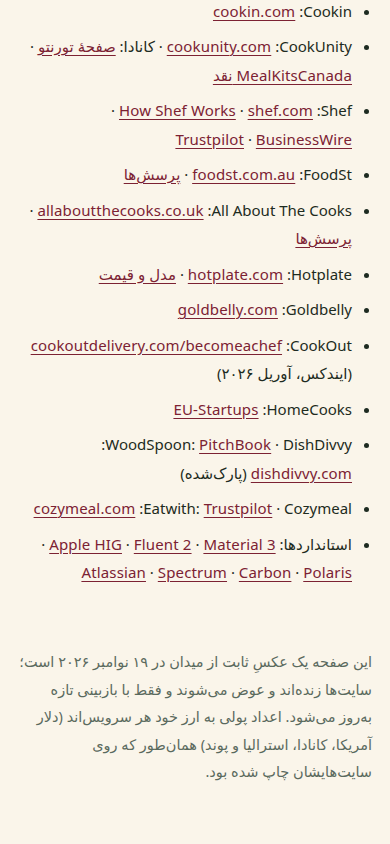 Cookin: cookin.com
CookUnity: cookunity.com · کانادا: صفحهٔ تورنتو ·
MealKitsCanada نقد
Shef: shef.com · How Shef Works ·
BusinessWire · Trustpilot
FoodSt: foodst.com.au · پرسش‌ها
All About The Cooks: allaboutthecooks.co.uk ·
پرسش‌ها
Hotplate: hotplate.com · مدل و قیمت
Goldbelly: goldbelly.com
CookOut: cookoutdelivery.com/becomeachef
(ایندکس، آوریل ۲۰۲۶)
HomeCooks: EU-Startups
WoodSpoon: PitchBook · DishDivvy:
dishdivvy.com (پارک‌شده)
Eatwith: Trustpilot · Cozymeal: cozymeal.com
استانداردها: Material 3 · Fluent 2 · Apple HIG ·
Polaris · Carbon · Spectrum · Atlassian
این صفحه یک عکسِ ثابت از میدان در ۱۹ نوامبر ۲۰۲۶ است؛
سایت‌ها زنده‌اند و عوض می‌شوند و فقط با بازبینی تازه
به‌روز می‌شود. اعداد پولی به ارز خود هر سرویس‌اند (دلار
آمریکا، کانادا، استرالیا و پوند) همان‌طور که روی
سایت‌هایشان چاپ شده بود.